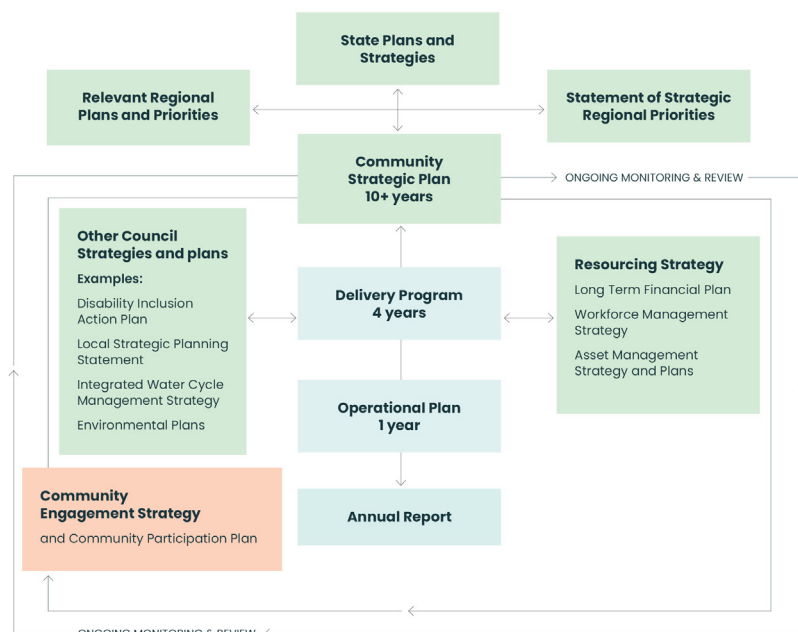 State Plans and
Strategies
Relevant Regional
Plans and Priorities
Statement of Strategic
Regional Priorities
Community
Strategic Plan
10+ years
ONGOING MONITORING & REVIEW
Other Council
Strategies and plans
Examples:
Disability Inclusion
Action Plan
Local Strategic Planning
Statement
Integrated Water Cycle
Management Strategy
Environmental Plans
Delivery Program
4 years
Resourcing Strategy
Long Term Financial Plan
Workforce Management
Strategy
Asset Management
Strategy and Plans
Operational Plan
1 year
Community
Engagement Strategy
and Community Participation Plan
Annual Report
ONGOING MONITORING & REVIEW